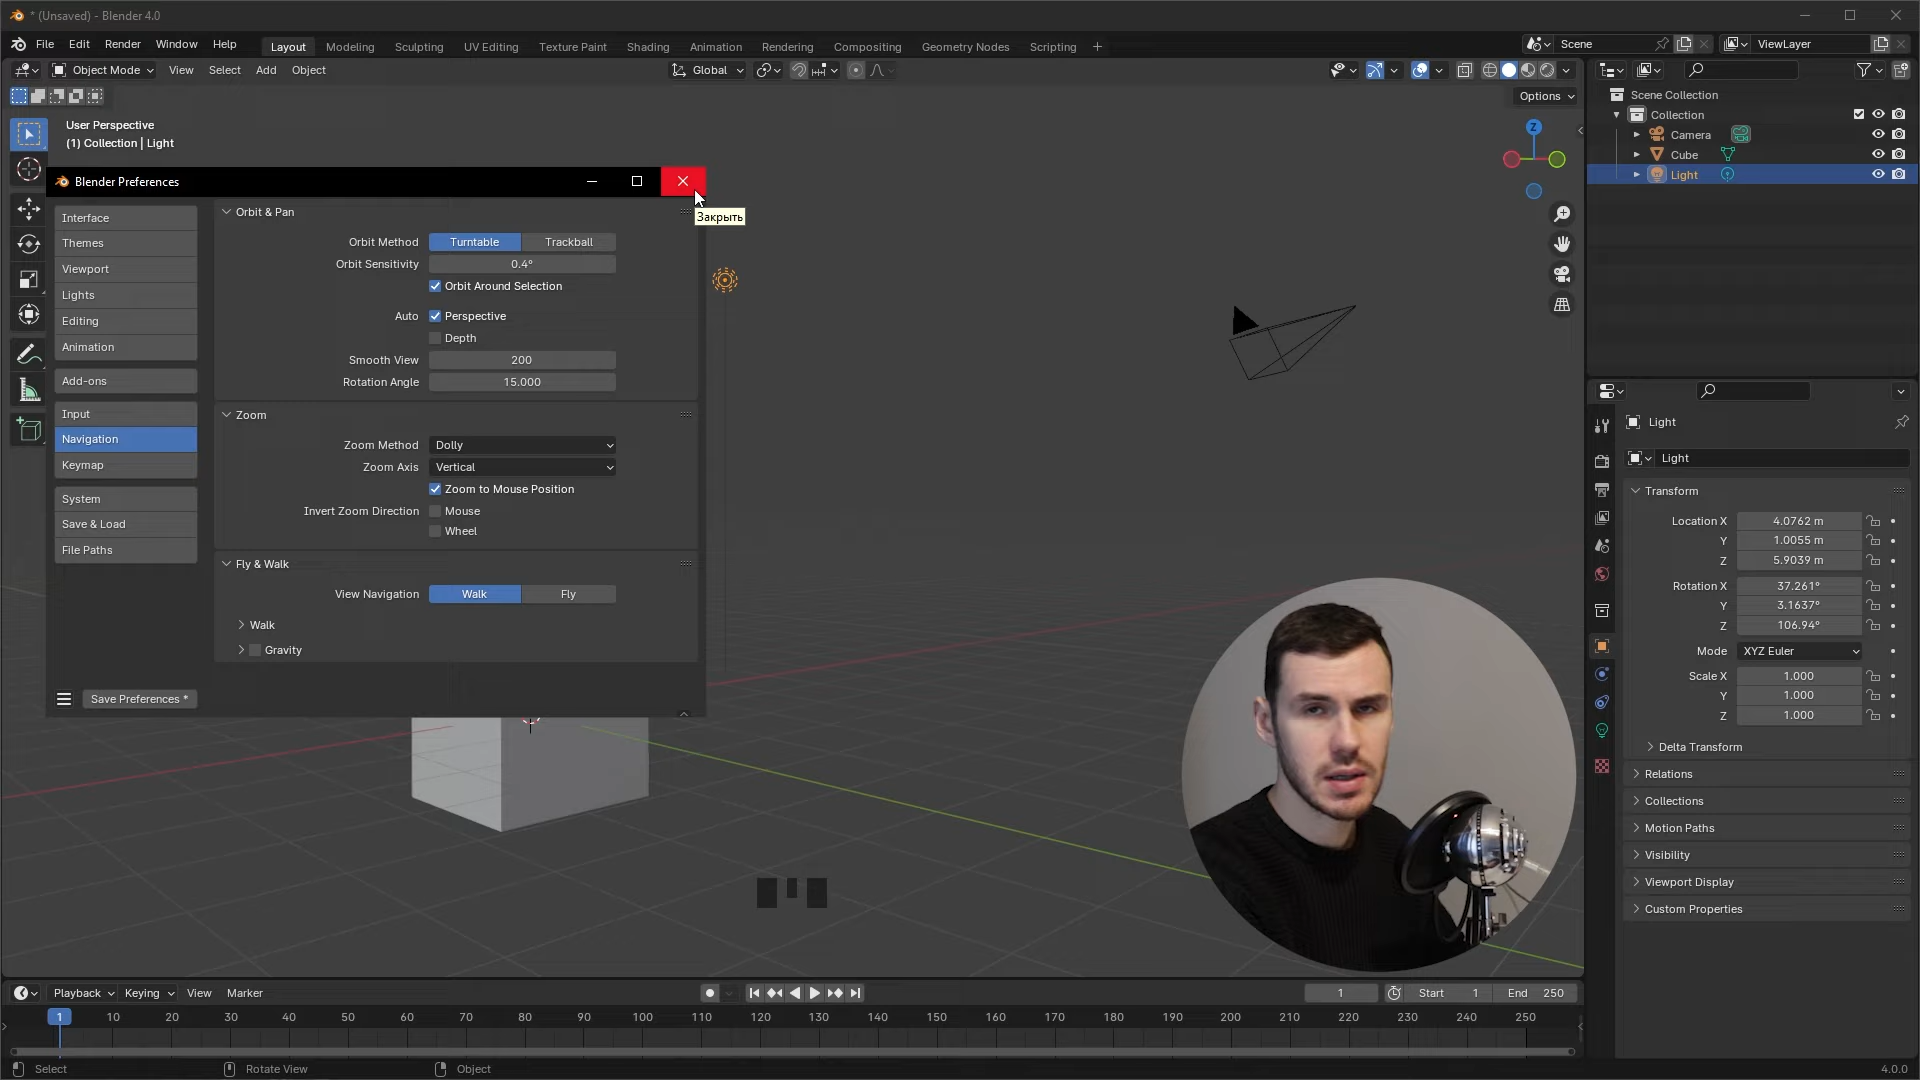 * (Unsaved) - Blender 4.0
File Edit Render Window Help Layout Modeling Sculpting UV Editing Texture Paint Shading Animation Rendering Compositing Geometry Nodes Scripting + Scene ViewLayer
Object Mode View Select Add Object Global
Options
User Perspective
(1) Collection | Light
Z
Scene Collection
Collection
Camera
Cube
Light
Blender Preferences
Закрыть
Interface
Themes
Viewport
Lights
Editing
Animation
Add-ons
Input
Navigation
Keymap
System
Save & Load
File Paths
Save Preferences *
Orbit & Pan
Orbit Method Turntable Trackball
Orbit Sensitivity 0.4°
Orbit Around Selection
Auto Perspective
Depth
Smooth View 200
Rotation Angle 15.000
Zoom
Zoom Method Dolly
Zoom Axis Vertical
Zoom to Mouse Position
Invert Zoom Direction Mouse
Wheel
Fly & Walk
View Navigation Walk Fly
Walk
Gravity
Light
Light
Transform
Location X 4.0762 m
Y 1.0055 m
Z 5.9039 m
Rotation X 37.261°
Y 3.1637°
Z 106.94°
Mode XYZ Euler
Scale X 1.000
Y 1.000
Z 1.000
Delta Transform
Relations
Collections
Motion Paths
Visibility
Viewport Display
Custom Properties
Playback Keying View Marker 1 Start 1 End 250
1 10 20 30 40 50 60 70 80 90 100 110 120 130 140 150 160 170 180 190 200 210 220 230 240 250
Select Rotate View Object 4.0.0